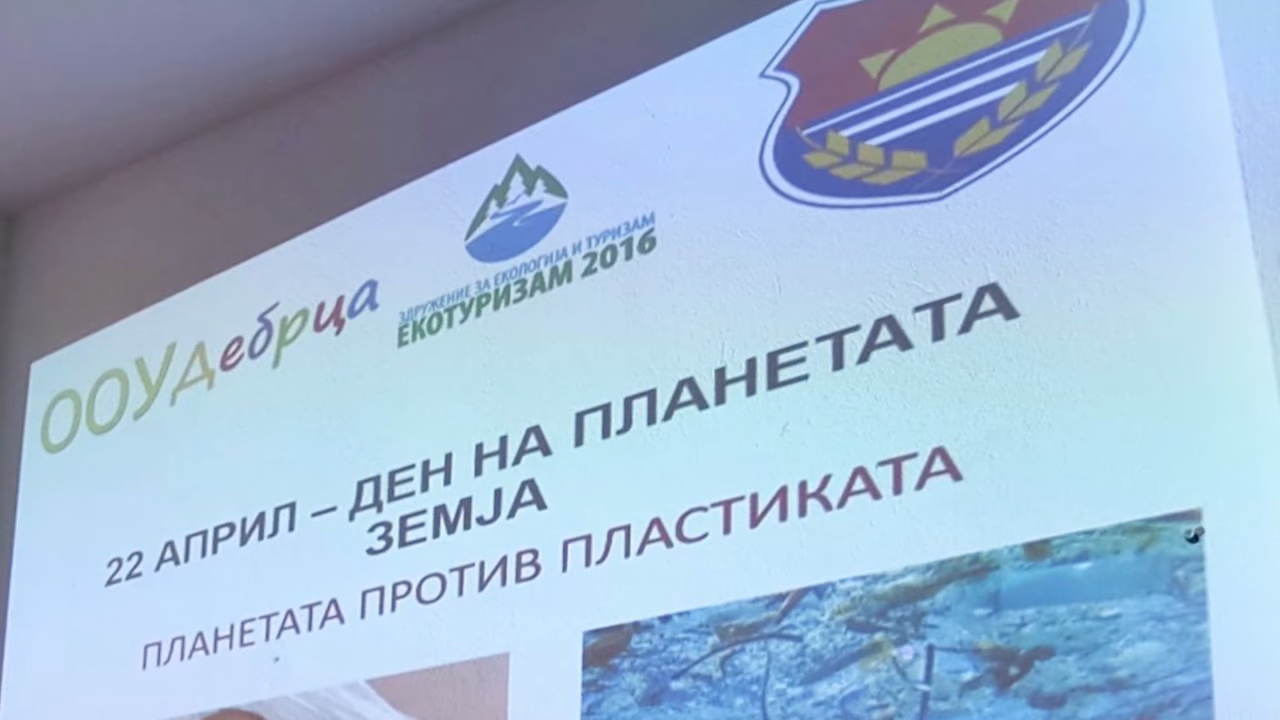 ООУДебрца
ЗДРУЖЕНИЕ ЗА ЕКОЛОГИЈА И ТУРИЗАМ
ЕКОТУРИЗАМ 2016
22 АПРИЛ – ДЕН НА ПЛАНЕТАТА
ЗЕМЈА
ПЛАНЕТАТА ПРОТИВ ПЛАСТИКАТА